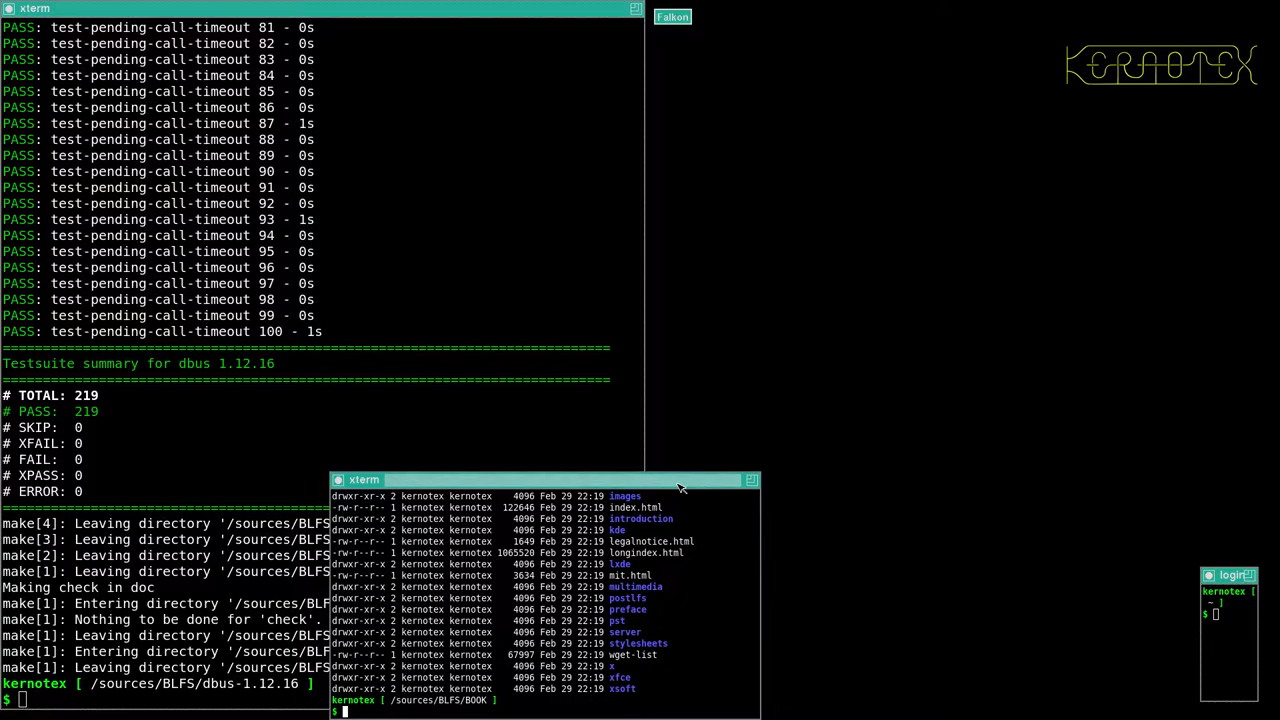 xterm
PASS: test-pending-call-timeout 81 - 0s
PASS: test-pending-call-timeout 82 - 0s
PASS: test-pending-call-timeout 83 - 0s
PASS: test-pending-call-timeout 84 - 0s
PASS: test-pending-call-timeout 85 - 0s
PASS: test-pending-call-timeout 86 - 0s
PASS: test-pending-call-timeout 87 - 1s
PASS: test-pending-call-timeout 88 - 0s
PASS: test-pending-call-timeout 89 - 0s
PASS: test-pending-call-timeout 90 - 0s
PASS: test-pending-call-timeout 91 - 0s
PASS: test-pending-call-timeout 92 - 0s
PASS: test-pending-call-timeout 93 - 1s
PASS: test-pending-call-timeout 94 - 0s
PASS: test-pending-call-timeout 95 - 0s
PASS: test-pending-call-timeout 96 - 0s
PASS: test-pending-call-timeout 97 - 0s
PASS: test-pending-call-timeout 98 - 0s
PASS: test-pending-call-timeout 99 - 0s
PASS: test-pending-call-timeout 100 - 1s
============================================================================
Testsuite summary for dbus 1.12.16
============================================================================
# TOTAL: 219
# PASS:  219
# SKIP:  0
# XFAIL: 0
# FAIL:  0
# XPASS: 0
# ERROR: 0
============================================================================
make[4]: Leaving directory '/sources/BLFS
make[3]: Leaving directory '/sources/BLFS
make[2]: Leaving directory '/sources/BLFS
make[1]: Leaving directory '/sources/BLFS
Making check in doc
make[1]: Entering directory '/sources/BLF
make[1]: Nothing to be done for 'check'.
make[1]: Leaving directory '/sources/BLFS
make[1]: Entering directory '/sources/BLF
make[1]: Leaving directory '/sources/BLFS
kernotex [ /sources/BLFS/dbus-1.12.16 ]
$
Falkon
KERNOTEX
xterm
drwxr-xr-x 2 kernotex kernotex    4096 Feb 29 22:19 images
-rw-r--r-- 1 kernotex kernotex  122646 Feb 29 22:19 index.html
drwxr-xr-x 2 kernotex kernotex    4096 Feb 29 22:19 introduction
drwxr-xr-x 2 kernotex kernotex    4096 Feb 29 22:19 kde
-rw-r--r-- 1 kernotex kernotex    1649 Feb 29 22:19 legalnotice.html
-rw-r--r-- 1 kernotex kernotex 1065520 Feb 29 22:19 longindex.html
drwxr-xr-x 2 kernotex kernotex    4096 Feb 29 22:19 lxde
-rw-r--r-- 1 kernotex kernotex    3634 Feb 29 22:19 mit.html
drwxr-xr-x 2 kernotex kernotex    4096 Feb 29 22:19 multimedia
drwxr-xr-x 2 kernotex kernotex    4096 Feb 29 22:19 postlfs
drwxr-xr-x 2 kernotex kernotex    4096 Feb 29 22:19 preface
drwxr-xr-x 2 kernotex kernotex    4096 Feb 29 22:19 pst
drwxr-xr-x 2 kernotex kernotex    4096 Feb 29 22:19 server
drwxr-xr-x 2 kernotex kernotex    4096 Feb 29 22:19 stylesheets
-rw-r--r-- 1 kernotex kernotex   67997 Feb 29 22:19 wget-list
drwxr-xr-x 2 kernotex kernotex    4096 Feb 29 22:19 x
drwxr-xr-x 2 kernotex kernotex    4096 Feb 29 22:19 xfce
drwxr-xr-x 2 kernotex kernotex    4096 Feb 29 22:19 xsoft
kernotex [ /sources/BLFS/BOOK ]
$
login
kernotex [
~ ]
$